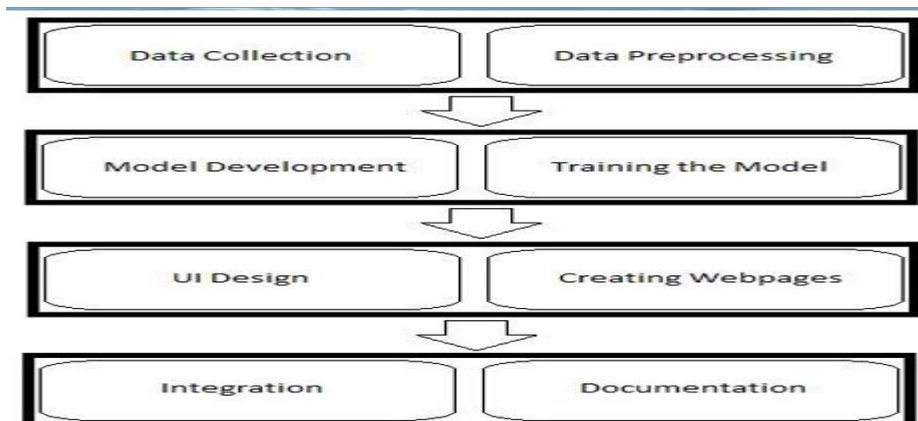 Data Collection
Data Preprocessing
Model Development
Training the Model
UI Design
Creating Webpages
Integration
Documentation